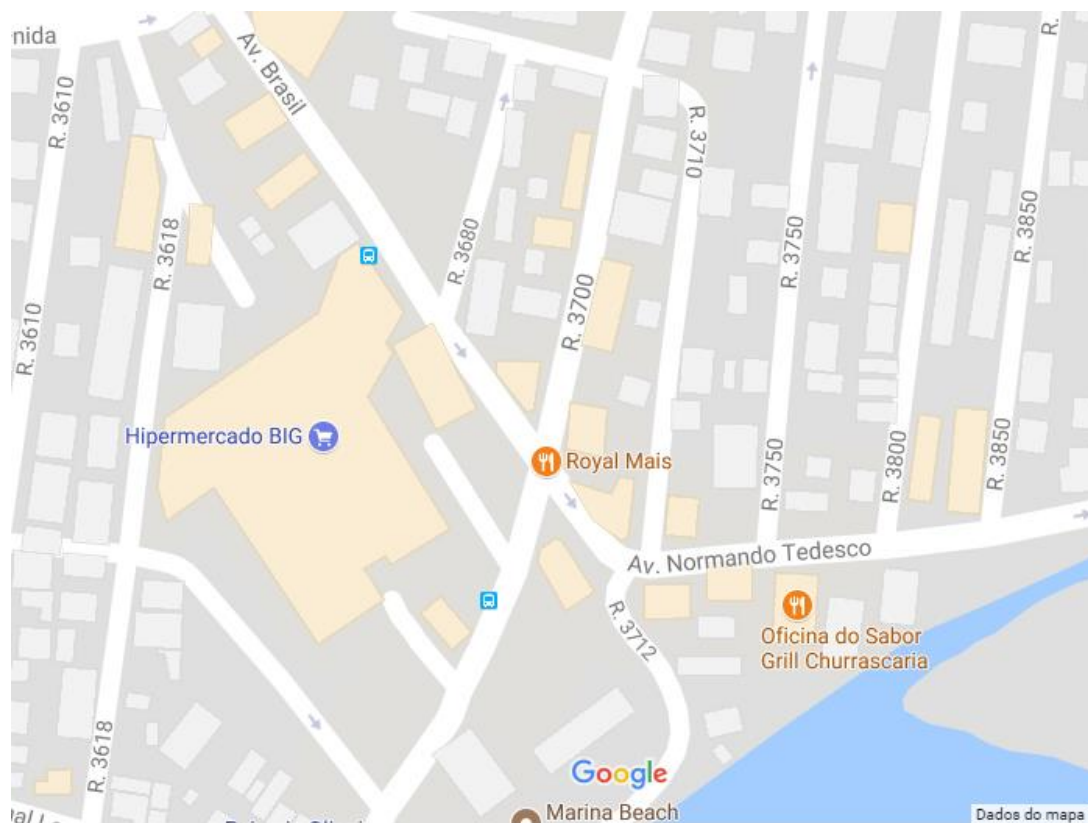 nida
Av. Brasil
R. 3610
R. 3610
R. 3618
R. 3618
R. 3680
R. 3700
R. 3710
R. 3750
R. 3750
R. 3800
R.
R. 3850
R. 3850
Hipermercado BIG
Royal Mais
Av. Normando Tedesco
R. 3712
Oficina do Sabor
Grill Churrascaria
Google
Marina Beach
Dados do mapa